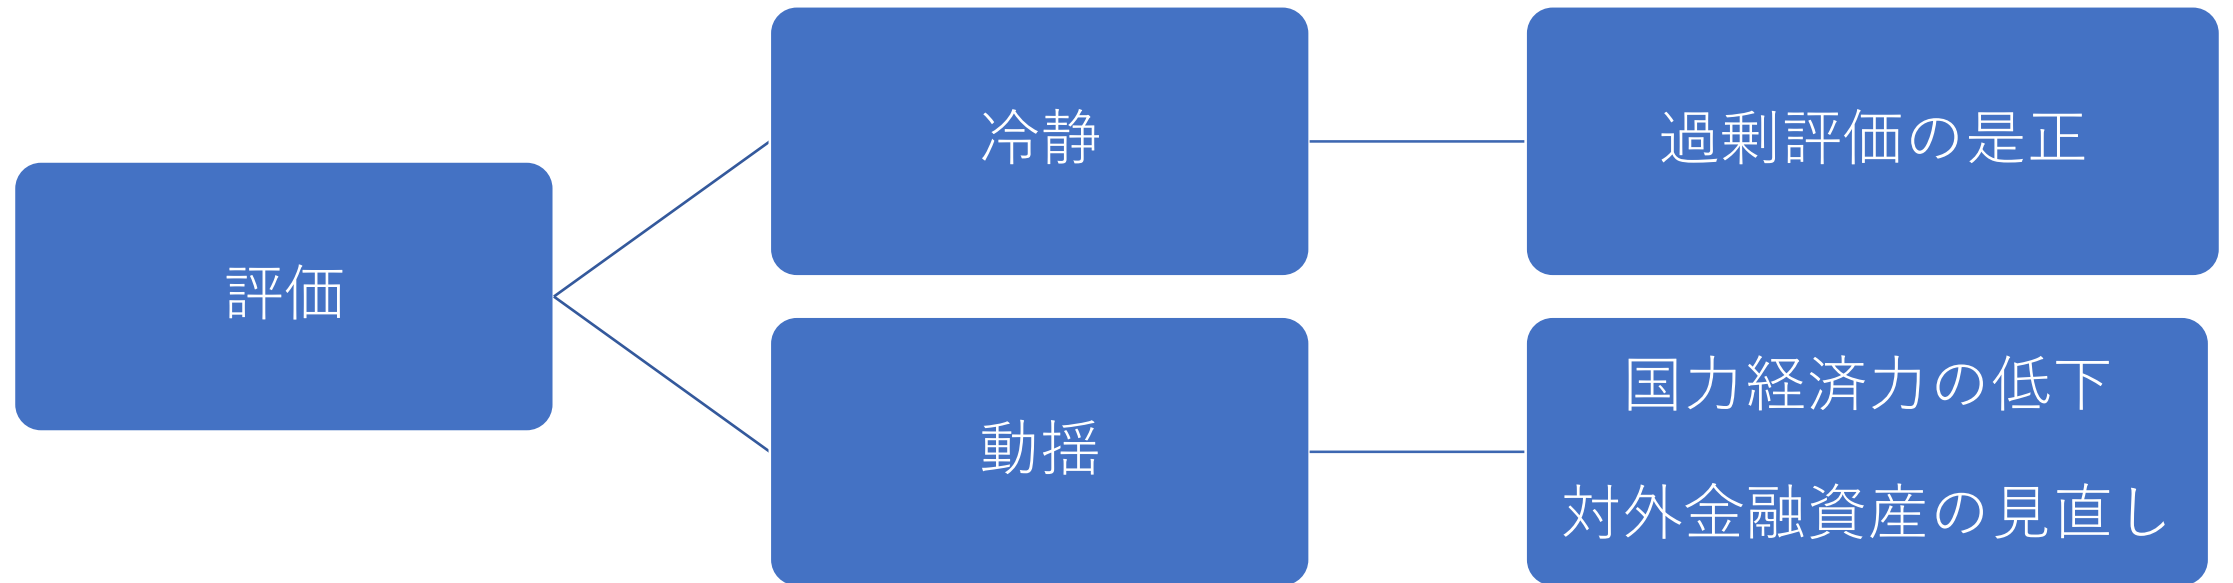 評価
冷静
過剰評価の是正
動揺
国力経済力の低下
対外金融資産の見直し